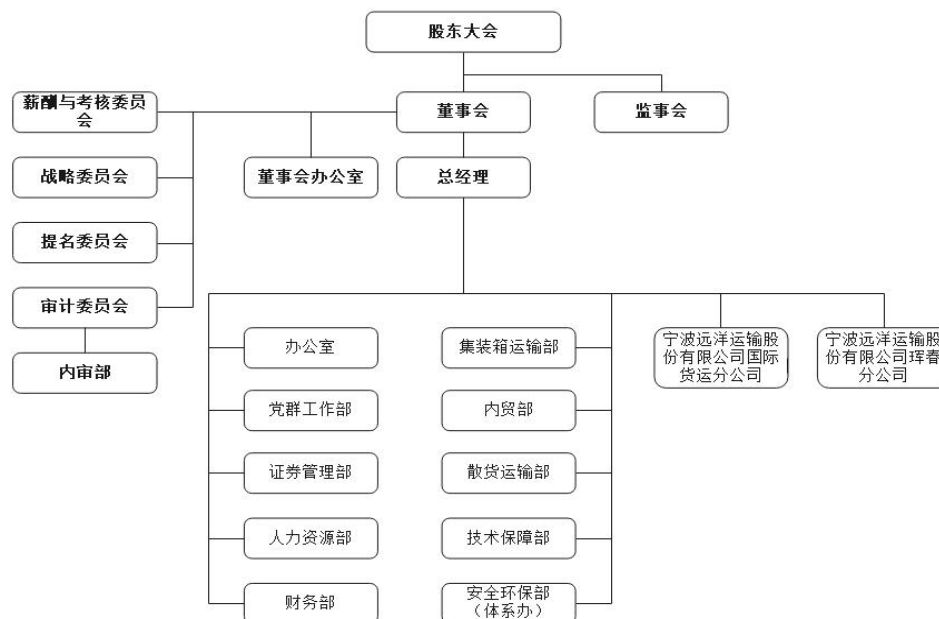 股东大会
薪酬与考核委员
会
董事会
监事会
战略委员会
董事会办公室
总经理
提名委员会
审计委员会
内审部
办公室
集装箱运输部
宁波远洋运输股
份有限公司国际
货运分公司
宁波远洋运输股
份有限公司珲春
分公司
党群工作部
内贸部
证券管理部
散货运输部
人力资源部
技术保障部
财务部
安全环保部
（体系办）